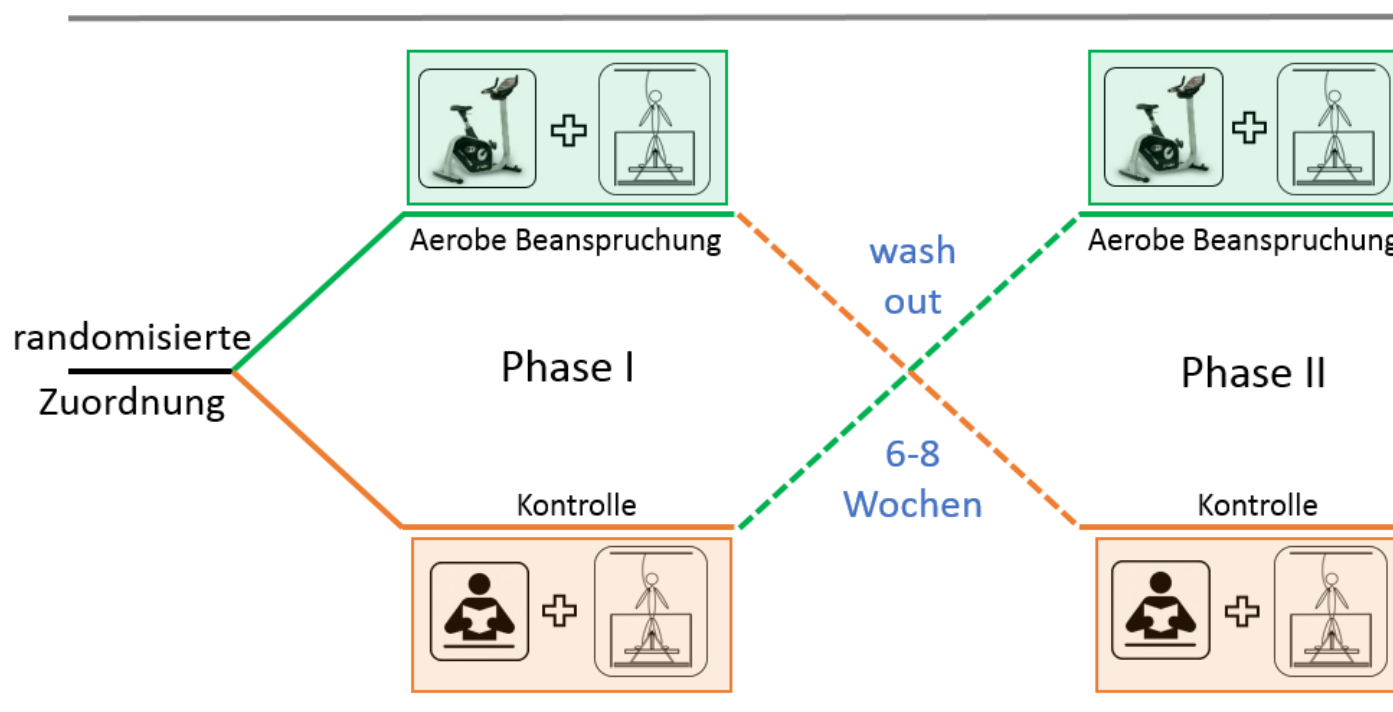 Aerobe Beanspruchung
Aerobe Beanspruchung
wash
out
randomisierte
Zuordnung
Phase I
Phase II
6-8
Wochen
Kontrolle
Kontrolle